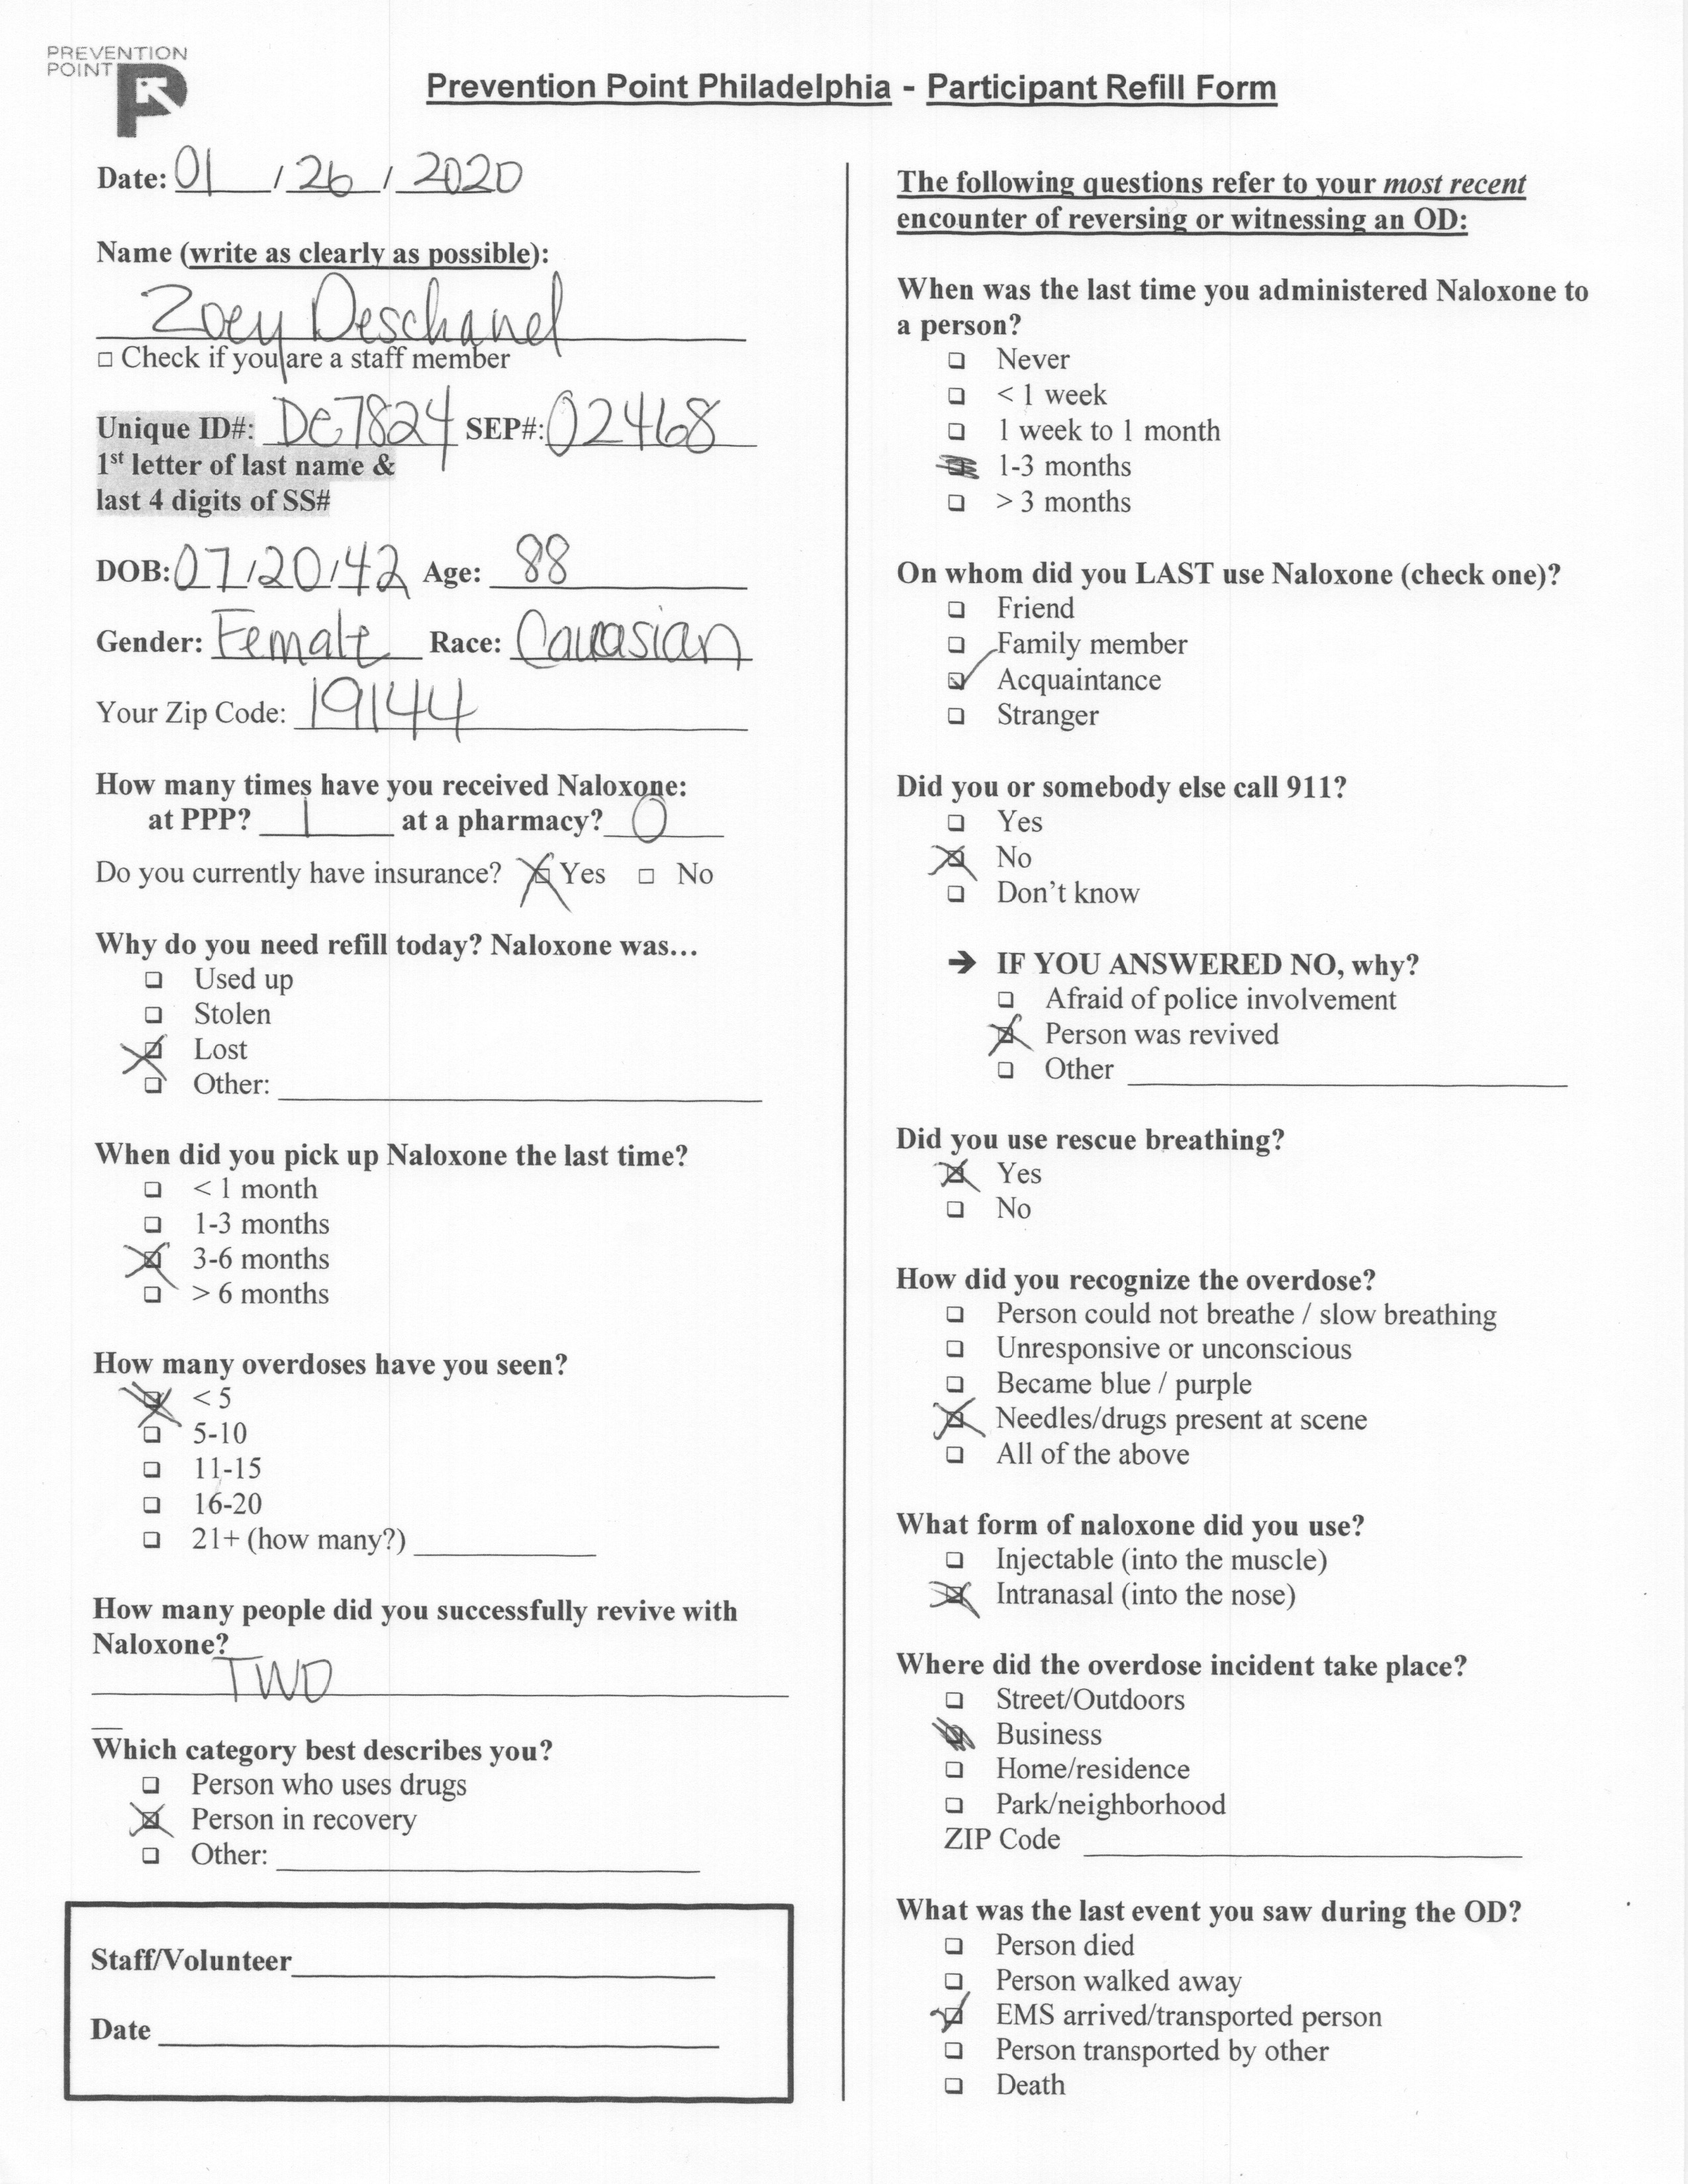 PREVENTION
POINT
Prevention Point Philadelphia - Participant Refill Form
Date: 01 / 26 / 2020
Name (write as clearly as possible):
Zoey Deschanel
☐ Check if you are a staff member
Unique ID#: De7824 SEP#: 02468
1st letter of last name &
last 4 digits of SS#
DOB: 07/20/42 Age: 88
Gender: Female Race: Caucasian
Your Zip Code: 19144
How many times have you received Naloxone:
at PPP? 1 at a pharmacy? 0
Do you currently have insurance? ☒ Yes ☐ No
Why do you need refill today? Naloxone was...
☐ Used up
☐ Stolen
☒ Lost
☐ Other:
When did you pick up Naloxone the last time?
☐ < 1 month
☐ 1-3 months
☒ 3-6 months
☐ > 6 months
How many overdoses have you seen?
☒ < 5
☐ 5-10
☐ 11-15
☐ 16-20
☐ 21+ (how many?)
How many people did you successfully revive with
Naloxone?
TWO
Which category best describes you?
☐ Person who uses drugs
☒ Person in recovery
☐ Other:
Staff/Volunteer
Date
The following questions refer to your most recent
encounter of reversing or witnessing an OD:
When was the last time you administered Naloxone to
a person?
☐ Never
☐ < 1 week
☐ 1 week to 1 month
☒ 1-3 months
☐ > 3 months
On whom did you LAST use Naloxone (check one)?
☐ Friend
☐ Family member
☑ Acquaintance
☐ Stranger
Did you or somebody else call 911?
☐ Yes
☒ No
☐ Don't know
➔ IF YOU ANSWERED NO, why?
☐ Afraid of police involvement
☒ Person was revived
☐ Other
Did you use rescue breathing?
☒ Yes
☐ No
How did you recognize the overdose?
☐ Person could not breathe / slow breathing
☐ Unresponsive or unconscious
☐ Became blue / purple
☒ Needles/drugs present at scene
☐ All of the above
What form of naloxone did you use?
☐ Injectable (into the muscle)
☒ Intranasal (into the nose)
Where did the overdose incident take place?
☐ Street/Outdoors
☒ Business
☐ Home/residence
☐ Park/neighborhood
ZIP Code
What was the last event you saw during the OD?
☐ Person died
☐ Person walked away
☑ EMS arrived/transported person
☐ Person transported by other
☐ Death